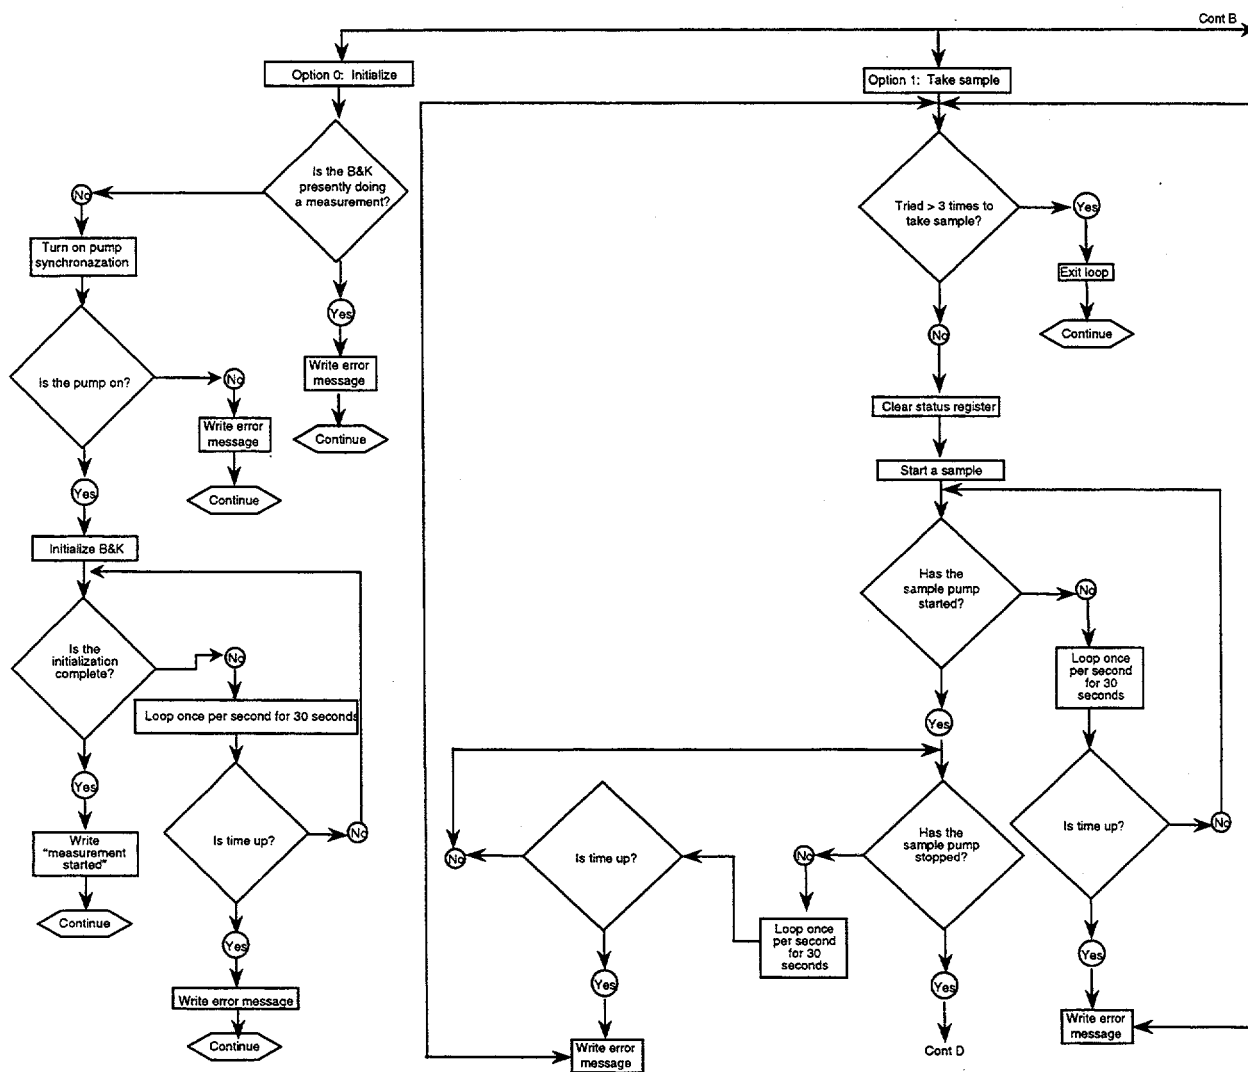 Cont B
Option 0: Initialize
Option 1: Take sample
Is the B&K
presently doing
a measurement?
No
Yes
Turn on pump
synchronazation
Write error
message
Continue
Is the pump on?
No
Write error
message
Continue
Yes
Initialize B&K
Is the
initialization
complete?
No
Loop once per second for 30 seconds
Is time up?
No
Yes
Write error message
Continue
Yes
Write
"measurement
started"
Continue
Tried > 3 times to
take sample?
Yes
Exit loop
Continue
No
Clear status register
Start a sample
Has the
sample pump
started?
No
Loop once
per second
for 30
seconds
Is time up?
No
Yes
Write error
message
Yes
Has the
sample pump
stopped?
No
Loop once
per second
for 30
seconds
Is time up?
No
Yes
Write error
message
Yes
Cont D